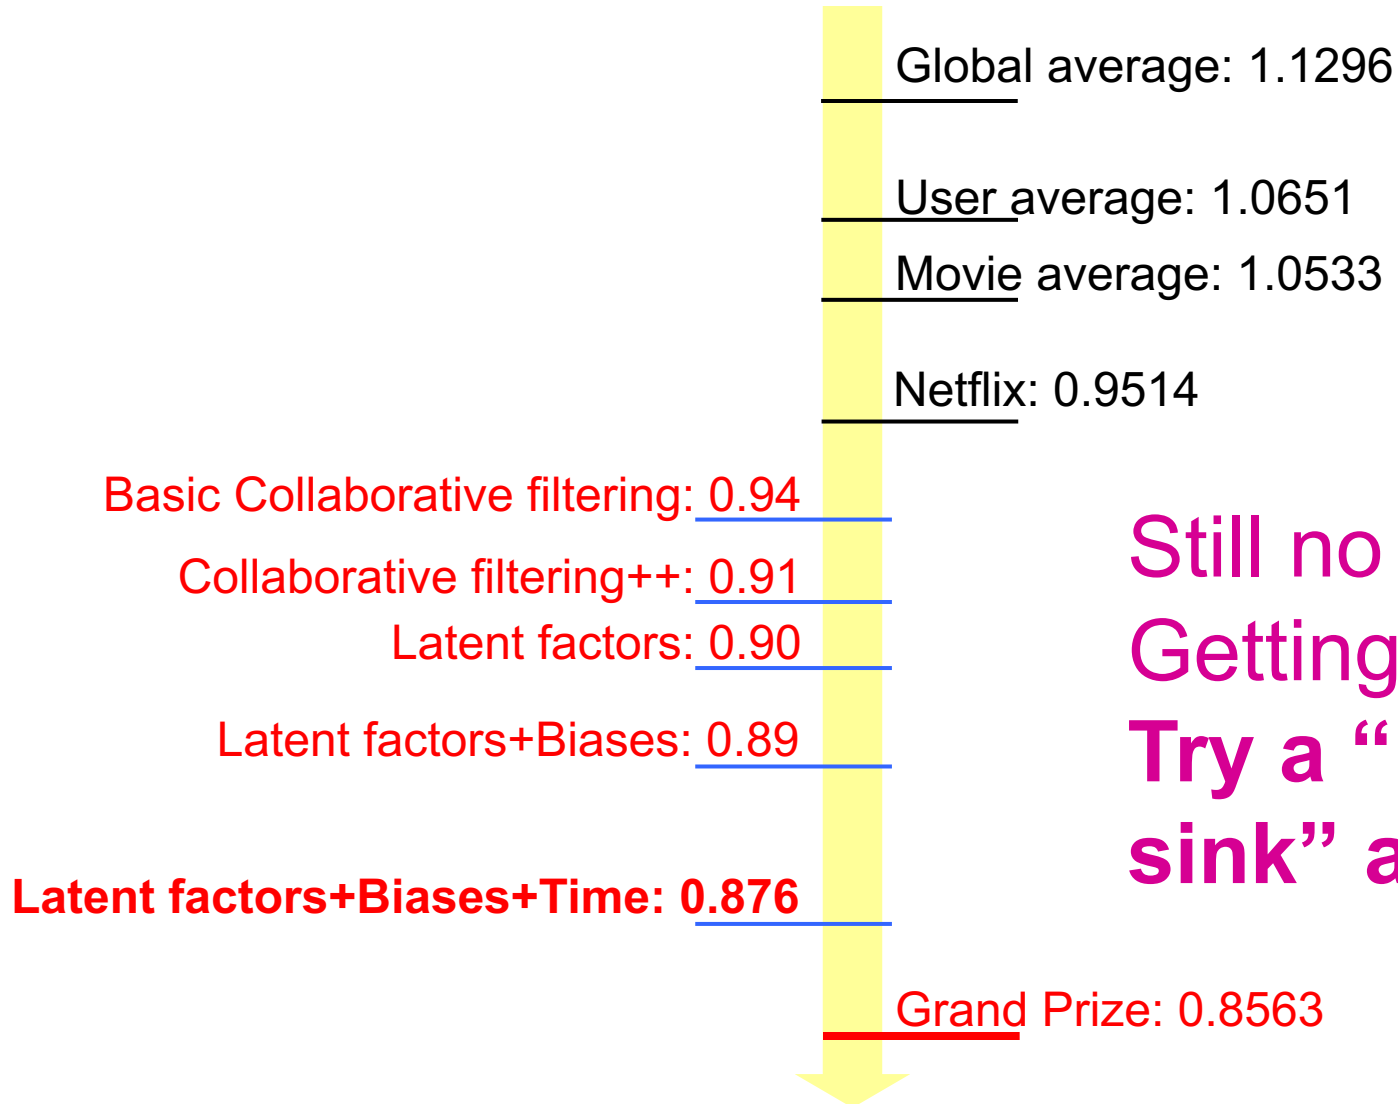 Global average: 1.1296
User average: 1.0651
Movie average: 1.0533
Netflix: 0.9514
Basic Collaborative filtering: 0.94
Collaborative filtering++: 0.91
Latent factors: 0.90
Latent factors+Biases: 0.89
Latent factors+Biases+Time: 0.876
Grand Prize: 0.8563
Still no
Getting
Try a “
sink” a